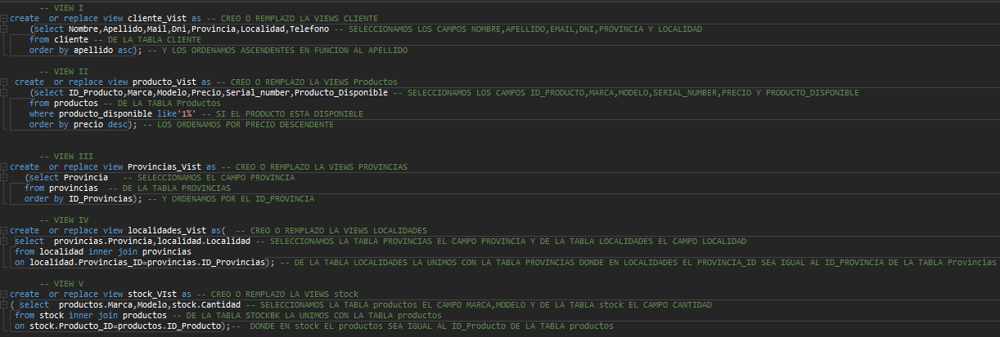 -- VIEW I
create  or replace view cliente_Vist as -- CREO O REMPLAZO LA VIEWS CLIENTE
(select Nombre,Apellido,Mail,Dni,Provincia,Localidad,Telefono -- SELECCIONAMOS LOS CAMPOS NOMBRE,APELLIDO,EMAIL,DNI,PROVINCIA Y LOCALIDAD
from cliente -- DE LA TABLA CLIENTE
order by apellido asc); -- Y LOS ORDENAMOS ASCENDENTES EN FUNCION AL APELLIDO
-- VIEW II
create  or replace view producto_Vist as -- CREO O REMPLAZO LA VIEWS Productos
(select ID_Producto,Marca,Modelo,Precio,Serial_number,Producto_Disponible -- SELECCIONAMOS LOS CAMPOS ID_PRODUCTO,MARCA,MODELO,SERIAL_NUMBER,PRECIO Y PRODUCTO_DISPONIBLE
from productos -- DE LA TABLA Productos
where producto_disponible like'1%' -- SI EL PRODUCTO ESTA DISPONIBLE
order by precio desc); -- LOS ORDENAMOS POR PRECIO DESCENDENTE
-- VIEW III
create  or replace view Provincias_Vist as -- CREO O REMPLAZO LA VIEWS PROVINCIAS
(select Provincia   -- SELECCIONAMOS EL CAMPO PROVINCIA
from provincias  -- DE LA TABLA PROVINCIAS
order by ID_Provincias); -- Y ORDENAMOS POR EL ID_PROVINCIA
-- VIEW IV
create  or replace view localidades_Vist as(  -- CREO O REMPLAZO LA VIEWS LOCALIDADES
select  provincias.Provincia,localidad.Localidad -- SELECCIONAMOS LA TABLA PROVINCIAS EL CAMPO PROVINCIA Y DE LA TABLA LOCALIDADES EL CAMPO LOCALIDAD
from localidad inner join provincias
on localidad.Provincias_ID=provincias.ID_Provincias); -- DE LA TABLA LOCALIDADES LA UNIMOS CON LA TABLA PROVINCIAS DONDE EN LOCALIDADES EL PROVINCIA_ID SEA IGUAL AL ID_PROVINCIA DE LA TABLA Provincias
-- VIEW V
create  or replace view stock_VIst as -- CREO O REMPLAZO LA VIEWS stock
( select  productos.Marca,Modelo,stock.Cantidad -- SELECCIONAMOS LA TABLA productos EL CAMPO MARCA,MODELO Y DE LA TABLA stock EL CAMPO CANTIDAD
from stock inner join productos -- DE LA TABLA STOCKBK LA UNIMOS CON LA TABLA productos
on stock.Producto_ID=productos.ID_Producto);--  DONDE EN stock EL productos SEA IGUAL AL ID_Producto DE LA TABLA productos